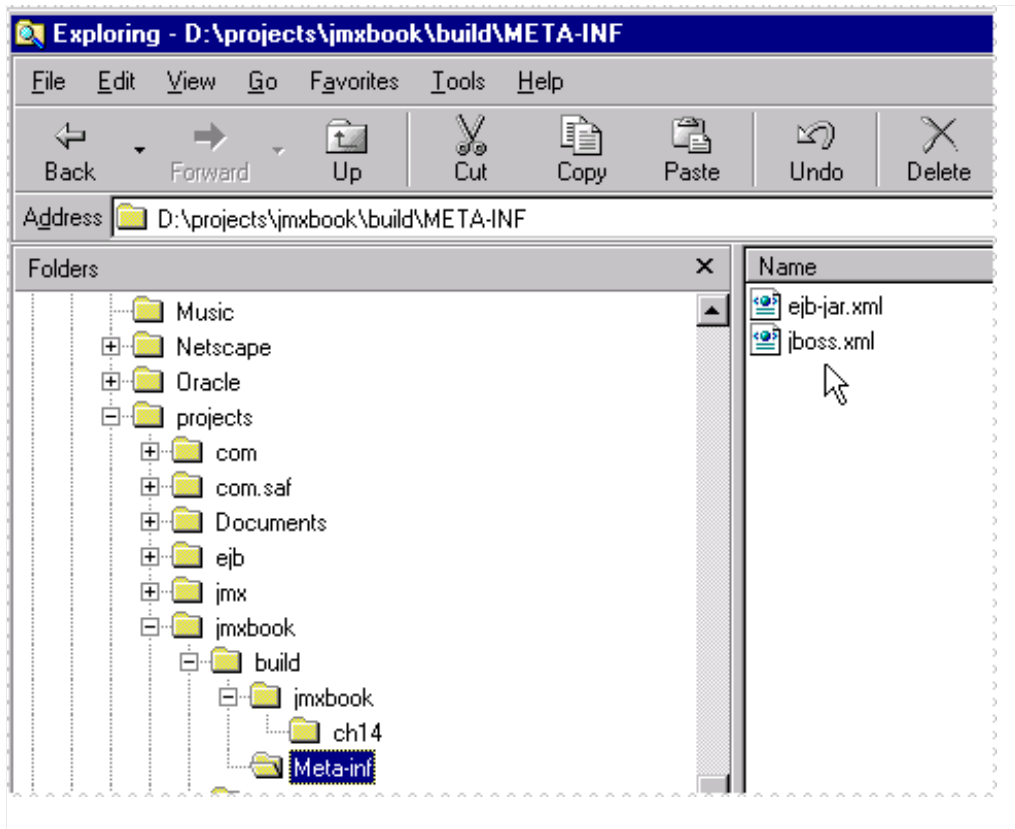 Exploring - D:\projects\jmxbook\build\META-INF
File Edit View Go Favorites Tools Help
Back Forward Up Cut Copy Paste Undo Delete
Address D:\projects\jmxbook\build\META-INF
Folders
Music
Netscape
Oracle
projects
com
com.saf
Documents
ejb
jmx
jmxbook
build
jmxbook
ch14
Meta-inf
Name
ejb-jar.xml
jboss.xml